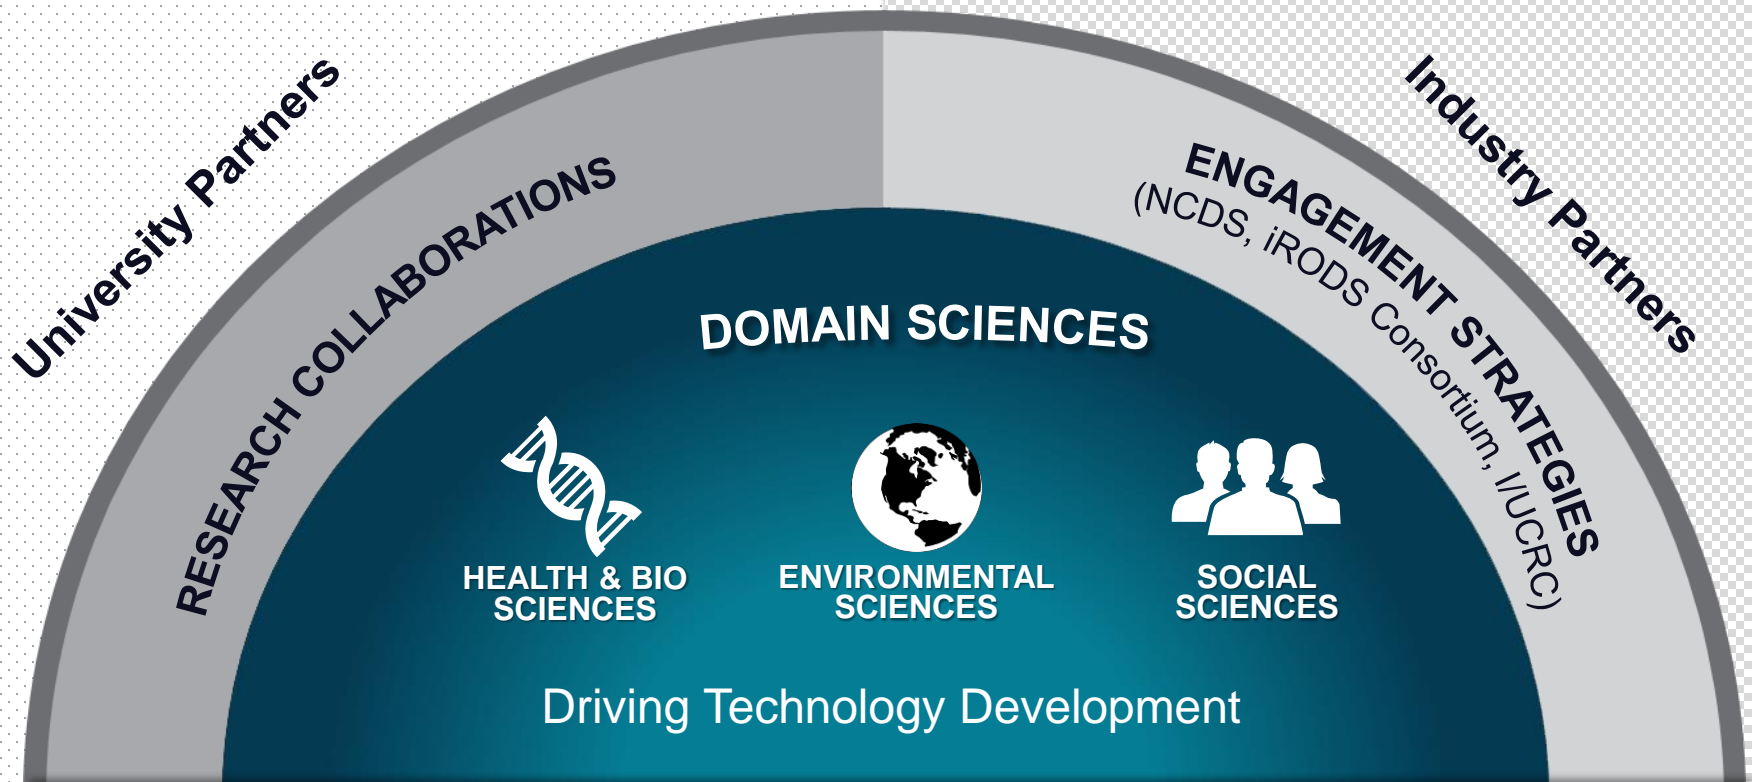 University Partners
Industry Partners
RESEARCH COLLABORATIONS
ENGAGEMENT STRATEGIES
(NCDS, iRODS Consortium, I/UCRC)
DOMAIN SCIENCES
HEALTH & BIO
SCIENCES
ENVIRONMENTAL
SCIENCES
SOCIAL
SCIENCES
Driving Technology Development